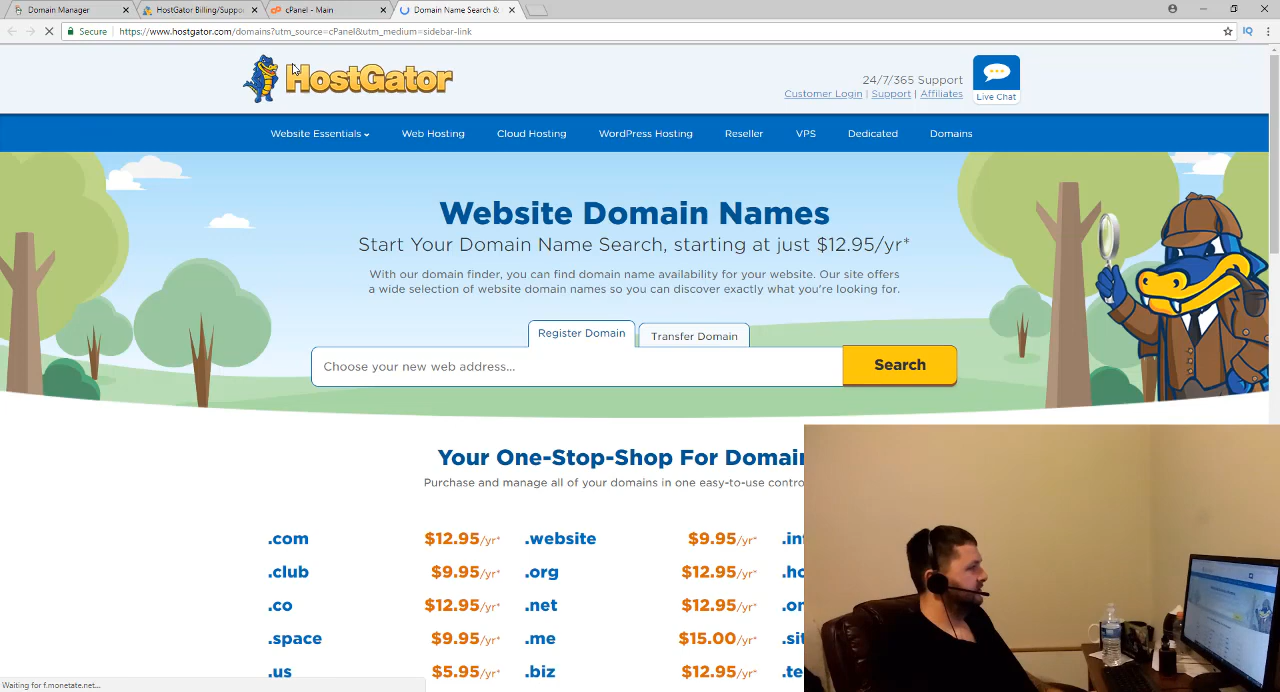 Domain Manager
HostGator Billing/Suppo
cPanel - Main
Domain Name Search &
Secure
https://www.hostgator.com/domains?utm_source=cPanel&utm_medium=sidebar-link
IQ
HostGator
24/7/365 Support
Customer Login | Support | Affiliates
Live Chat
Website Essentials
Web Hosting
Cloud Hosting
WordPress Hosting
Reseller
VPS
Dedicated
Domains
Website Domain Names
Start Your Domain Name Search, starting at just $12.95/yr*
With our domain finder, you can find domain name availability for your website. Our site offers
a wide selection of website domain names so you can discover exactly what you're looking for.
Register Domain
Transfer Domain
Choose your new web address...
Search
Your One-Stop-Shop For Domai
Purchase and manage all of your domains in one easy-to-use contro
.com $12.95/yr* .website $9.95/yr* .in
.club $9.95/yr* .org $12.95/yr* .ho
.co $12.95/yr* .net $12.95/yr* .on
.space $9.95/yr* .me $15.00/yr* .sit
.us $5.95/yr* .biz $12.95/yr* .te
Waiting for f.monetate.net...